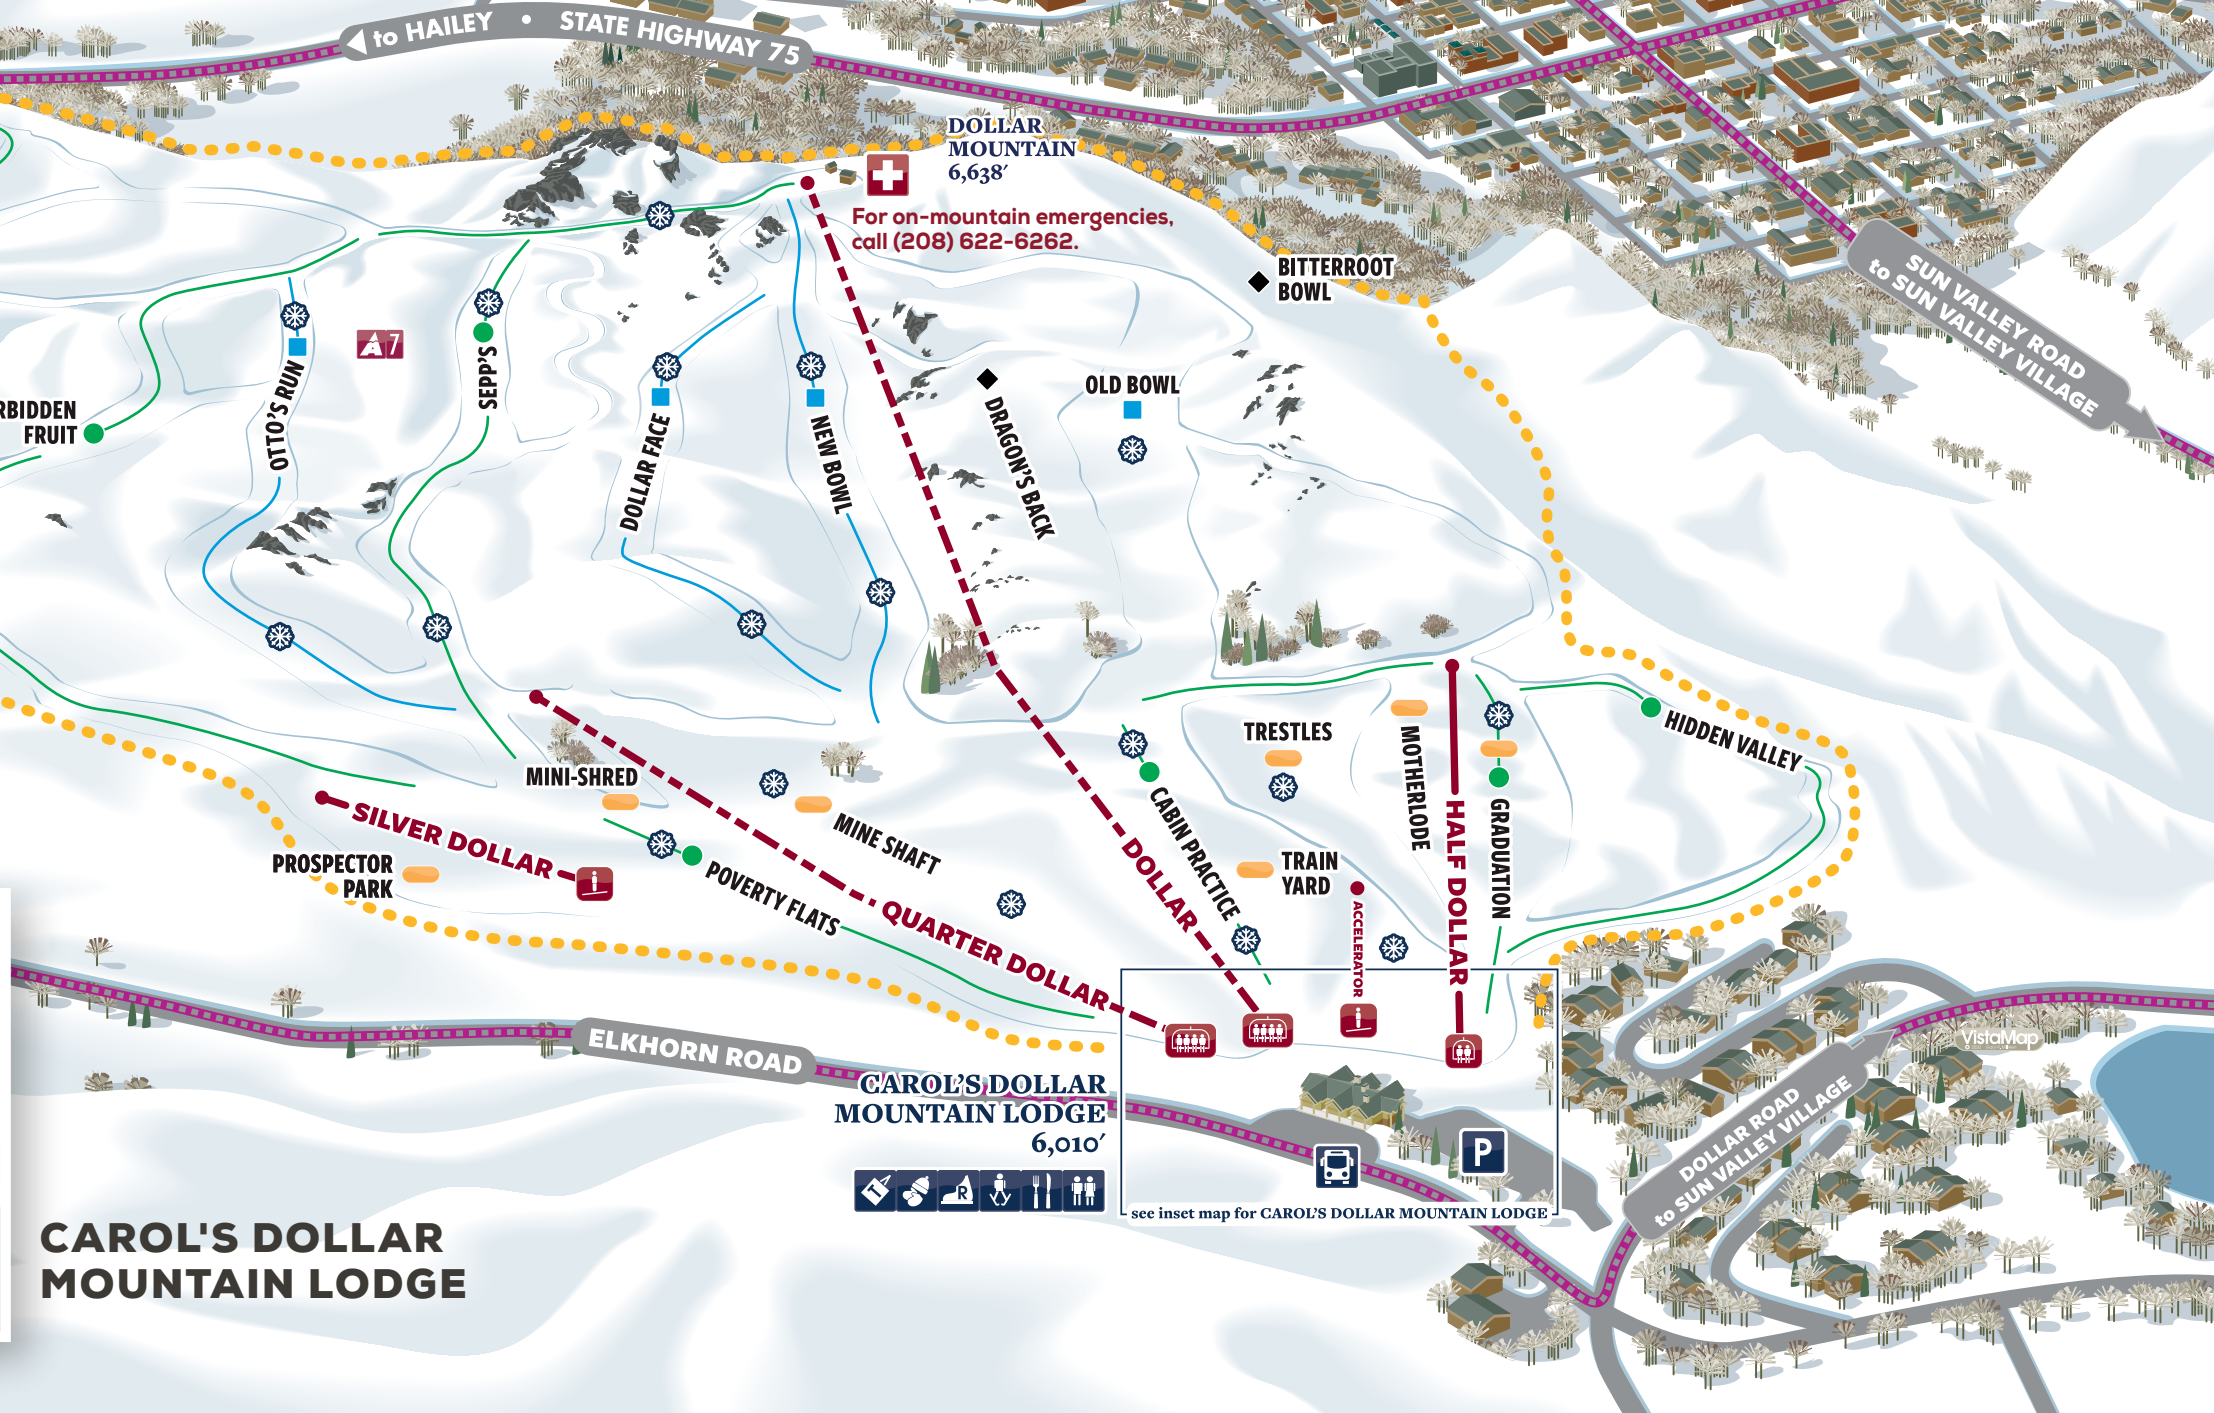 to HAILEY • STATE HIGHWAY 75
DOLLAR
MOUNTAIN
6,638′
For on-mountain emergencies,
call (208) 622-6262.
BITTERROOT
BOWL
SUN VALLEY ROAD
to SUN VALLEY VILLAGE
7
RBIDDEN
FRUIT
OTTO'S RUN
SEPP'S
DOLLAR FACE
NEW BOWL
DRAGON'S BACK
OLD BOWL
MINI-SHRED
SILVER DOLLAR
PROSPECTOR
PARK
MINE SHAFT
POVERTY FLATS
QUARTER DOLLAR
DOLLAR
CABIN PRACTICE
TRESTLES
TRAIN
YARD
MOTHERLODE
ACCELERATOR
HALF DOLLAR
GRADUATION
HIDDEN VALLEY
ELKHORN ROAD
CAROL'S DOLLAR
MOUNTAIN LODGE
6,010′
T
R
P
see inset map for CAROL'S DOLLAR MOUNTAIN LODGE
DOLLAR ROAD
to SUN VALLEY VILLAGE
VistaMap
CAROL'S DOLLAR
MOUNTAIN LODGE